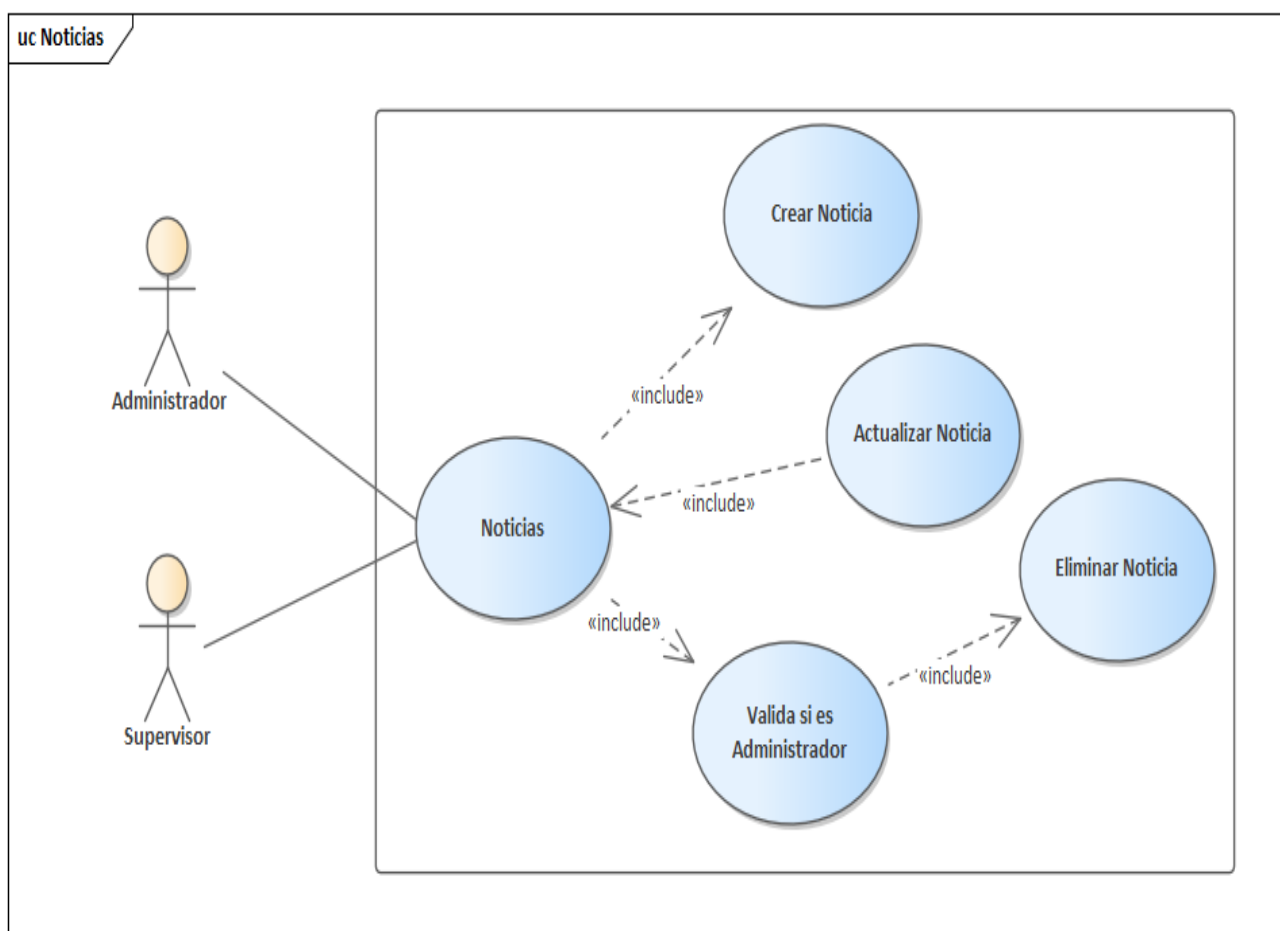 uc Noticias
Crear Noticia
«include»
Administrador
Actualizar Noticia
«include»
Noticias
Eliminar Noticia
«include»
«include»
Valida si es
Administrador
Supervisor